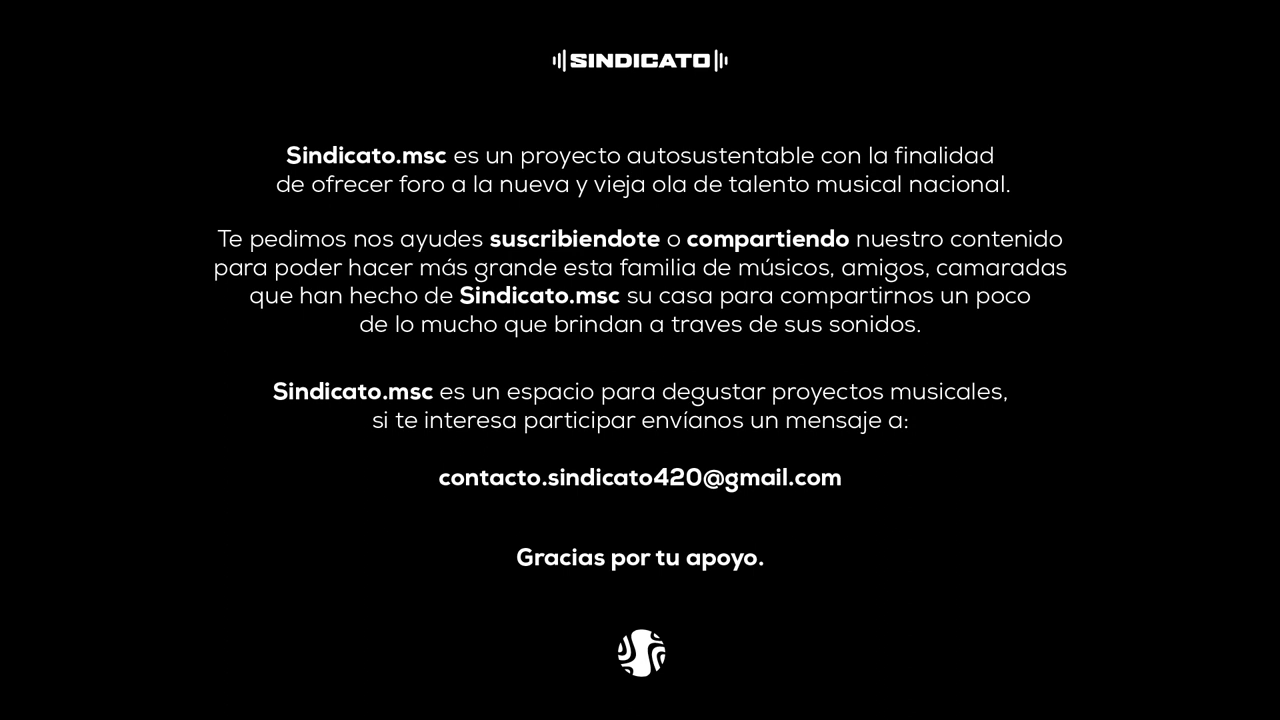 SINDICATO
Sindicato.msc es un proyecto autosustentable con la finalidad
de ofrecer foro a la nueva y vieja ola de talento musical nacional.
Te pedimos nos ayudes suscribiendote o compartiendo nuestro contenido
para poder hacer más grande esta familia de músicos, amigos, camaradas
que han hecho de Sindicato.msc su casa para compartirnos un poco
de lo mucho que brindan a traves de sus sonidos.
Sindicato.msc es un espacio para degustar proyectos musicales,
si te interesa participar envíanos un mensaje a:
contacto.sindicato420@gmail.com
Gracias por tu apoyo.